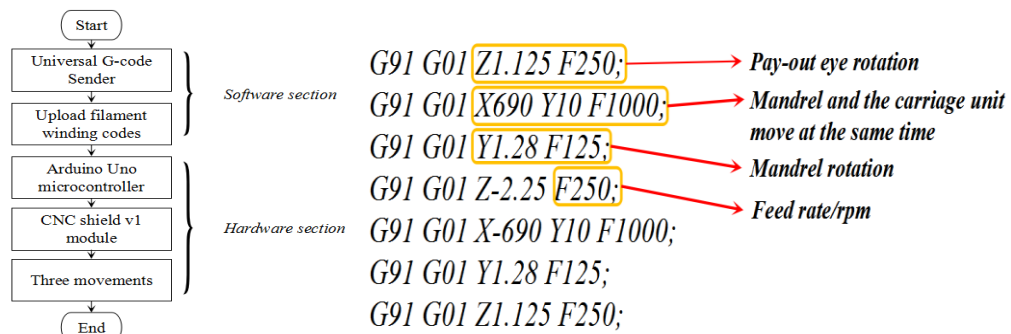 Start
Universal G-code
Sender
Upload filament
winding codes
Arduino Uno
microcontroller
CNC shield v1
module
Three movements
End
Software section
Hardware section
G91 G01 Z1.125 F250;
G91 G01 X690 Y10 F1000;
G91 G01 Y1.28 F125;
G91 G01 Z-2.25 F250;
G91 G01 X-690 Y10 F1000;
G91 G01 Y1.28 F125;
G91 G01 Z1.125 F250;
Pay-out eye rotation
Mandrel and the carriage unit
move at the same time
Mandrel rotation
Feed rate/rpm